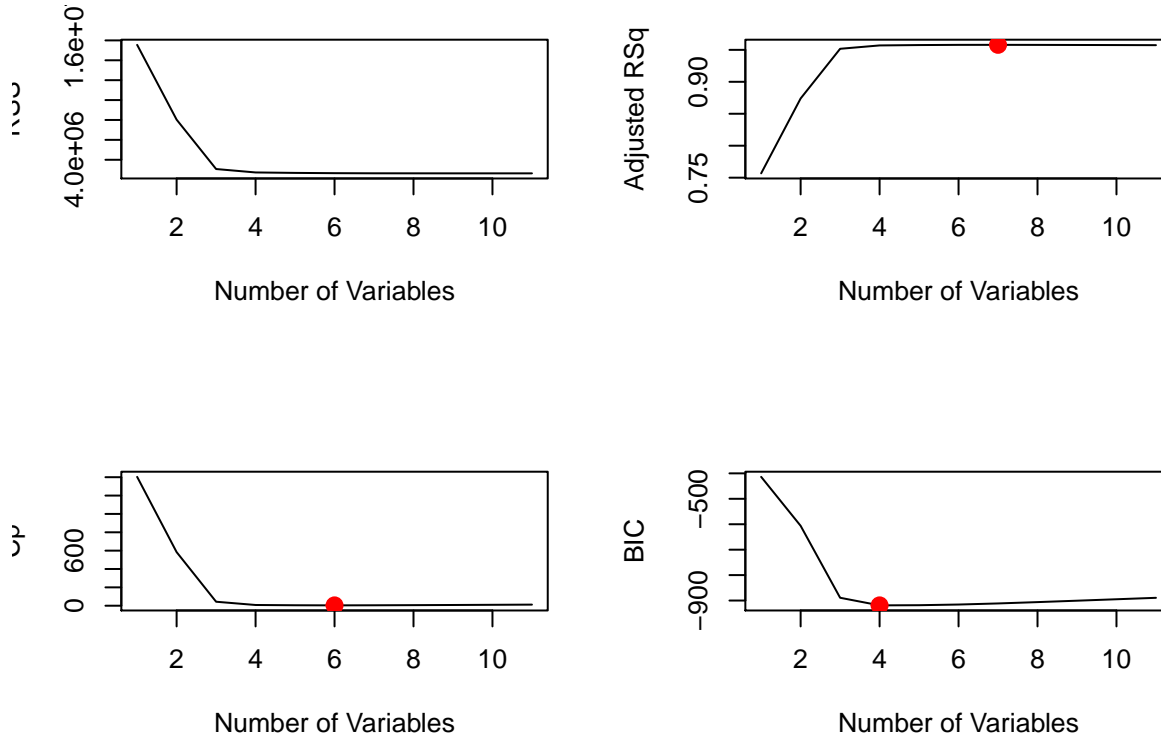 1.6e+0
4.0e+06
2 4 6 8 10
Number of Variables
Adjusted RSq
0.90
0.75
2 4 6 8 10
Number of Variables
600
0
2 4 6 8 10
Number of Variables
BIC
−500
−900
2 4 6 8 10
Number of Variables